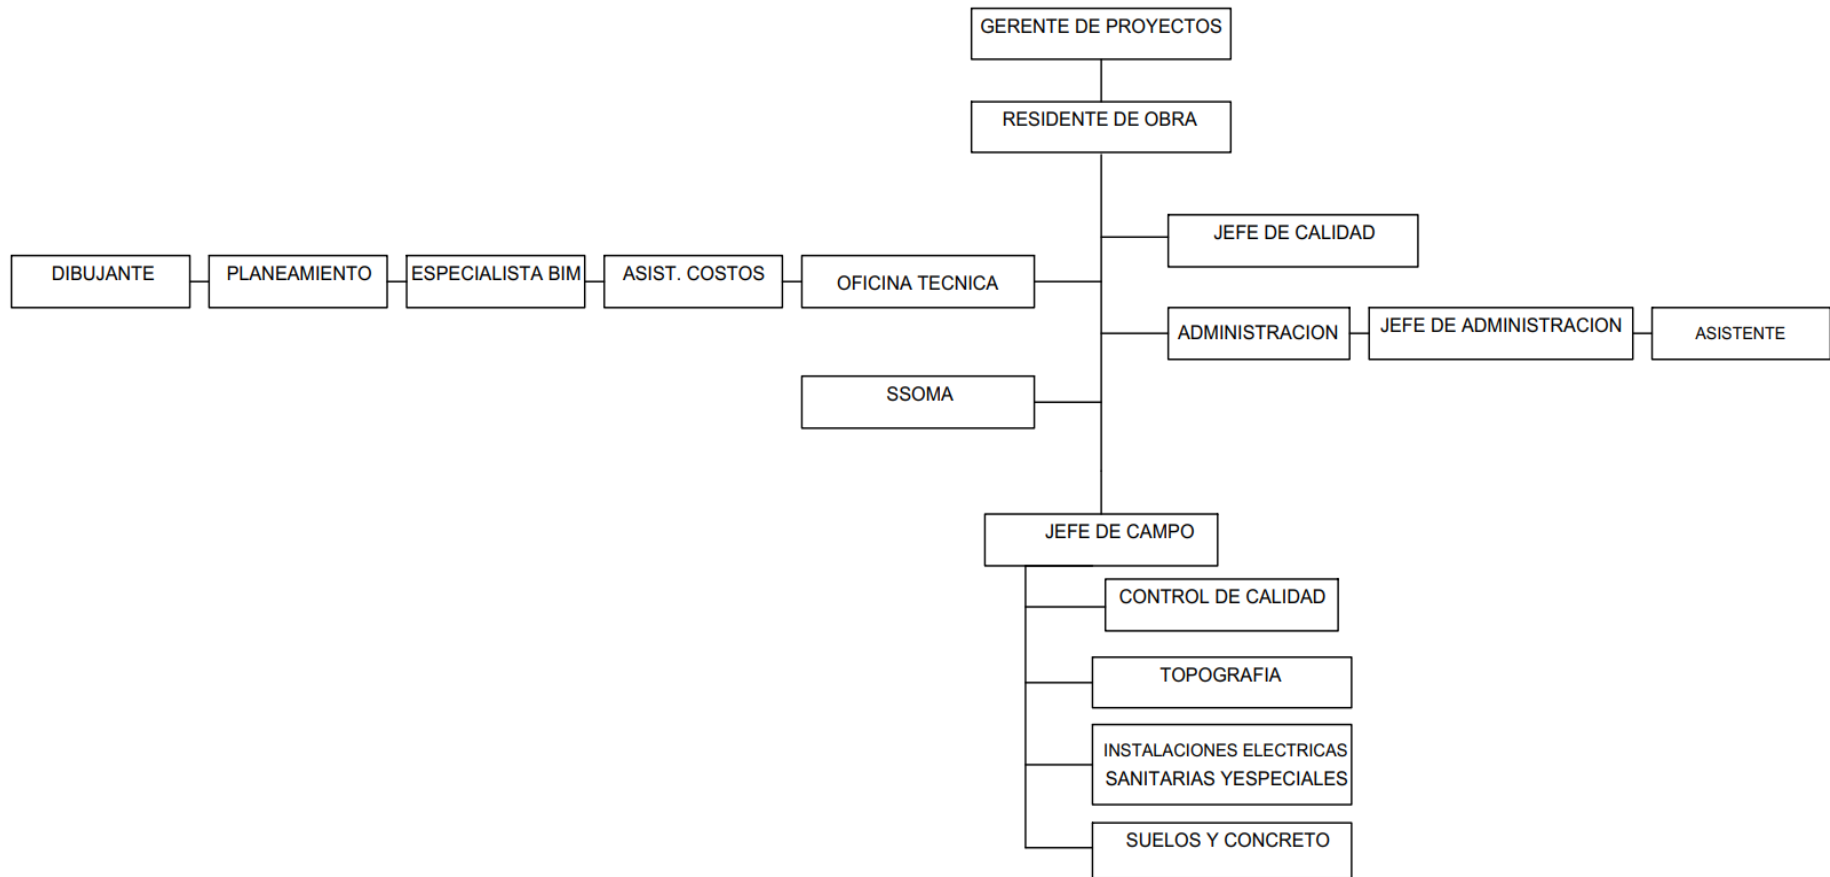 GERENTE DE PROYECTOS
RESIDENTE DE OBRA
JEFE DE CALIDAD
DIBUJANTE
PLANEAMIENTO
ESPECIALISTA BIM
ASIST. COSTOS
OFICINA TECNICA
ADMINISTRACION
JEFE DE ADMINISTRACION
ASISTENTE
SSOMA
JEFE DE CAMPO
CONTROL DE CALIDAD
TOPOGRAFIA
INSTALACIONES ELECTRICAS
SANITARIAS YESPECIALES
SUELOS Y CONCRETO